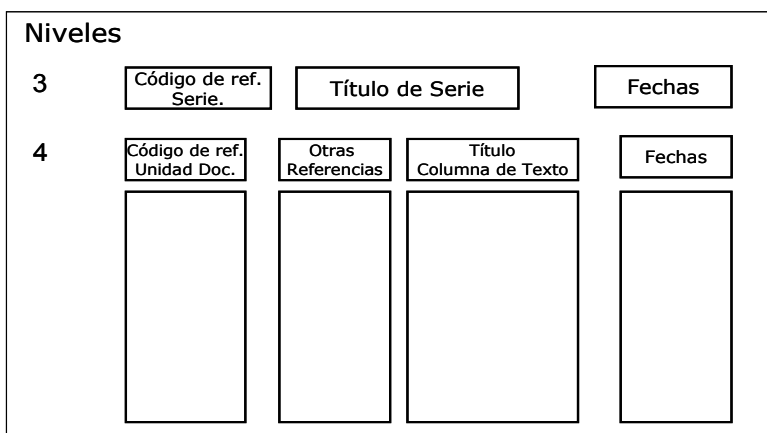 Niveles
3
Código de ref.
Serie.
Título de Serie
Fechas
4
Código de ref.
Unidad Doc.
Otras
Referencias
Título
Columna de Texto
Fechas